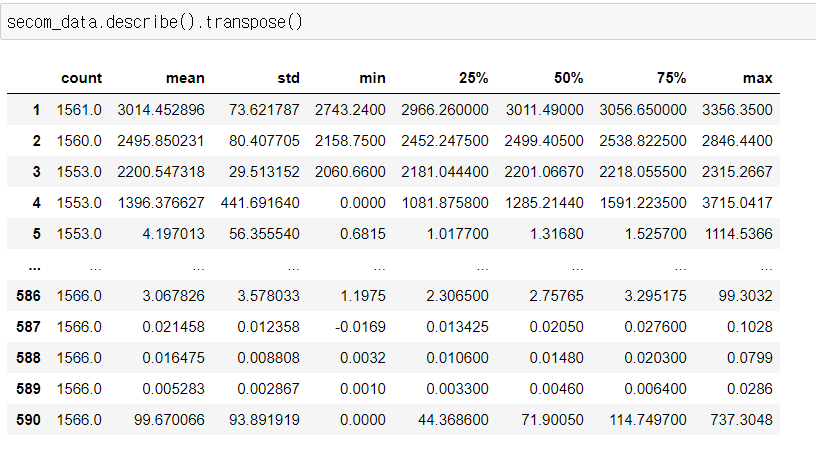 secom_data.describe().transpose()
count mean std min 25% 50% 75% max
1 1561.0 3014.452896 73.621787 2743.2400 2966.260000 3011.49000 3056.650000 3356.3500
2 1560.0 2495.850231 80.407705 2158.7500 2452.247500 2499.40500 2538.822500 2846.4400
3 1553.0 2200.547318 29.513152 2060.6600 2181.044400 2201.06670 2218.055500 2315.2667
4 1553.0 1396.376627 441.691640 0.0000 1081.875800 1285.21440 1591.223500 3715.0417
5 1553.0 4.197013 56.355540 0.6815 1.017700 1.31680 1.525700 1114.5366
... ... ... ... ... ... ... ... ...
586 1566.0 3.067826 3.578033 1.1975 2.306500 2.75765 3.295175 99.3032
587 1566.0 0.021458 0.012358 -0.0169 0.013425 0.02050 0.027600 0.1028
588 1566.0 0.016475 0.008808 0.0032 0.010600 0.01480 0.020300 0.0799
589 1566.0 0.005283 0.002867 0.0010 0.003300 0.00460 0.006400 0.0286
590 1566.0 99.670066 93.891919 0.0000 44.368600 71.90050 114.749700 737.3048